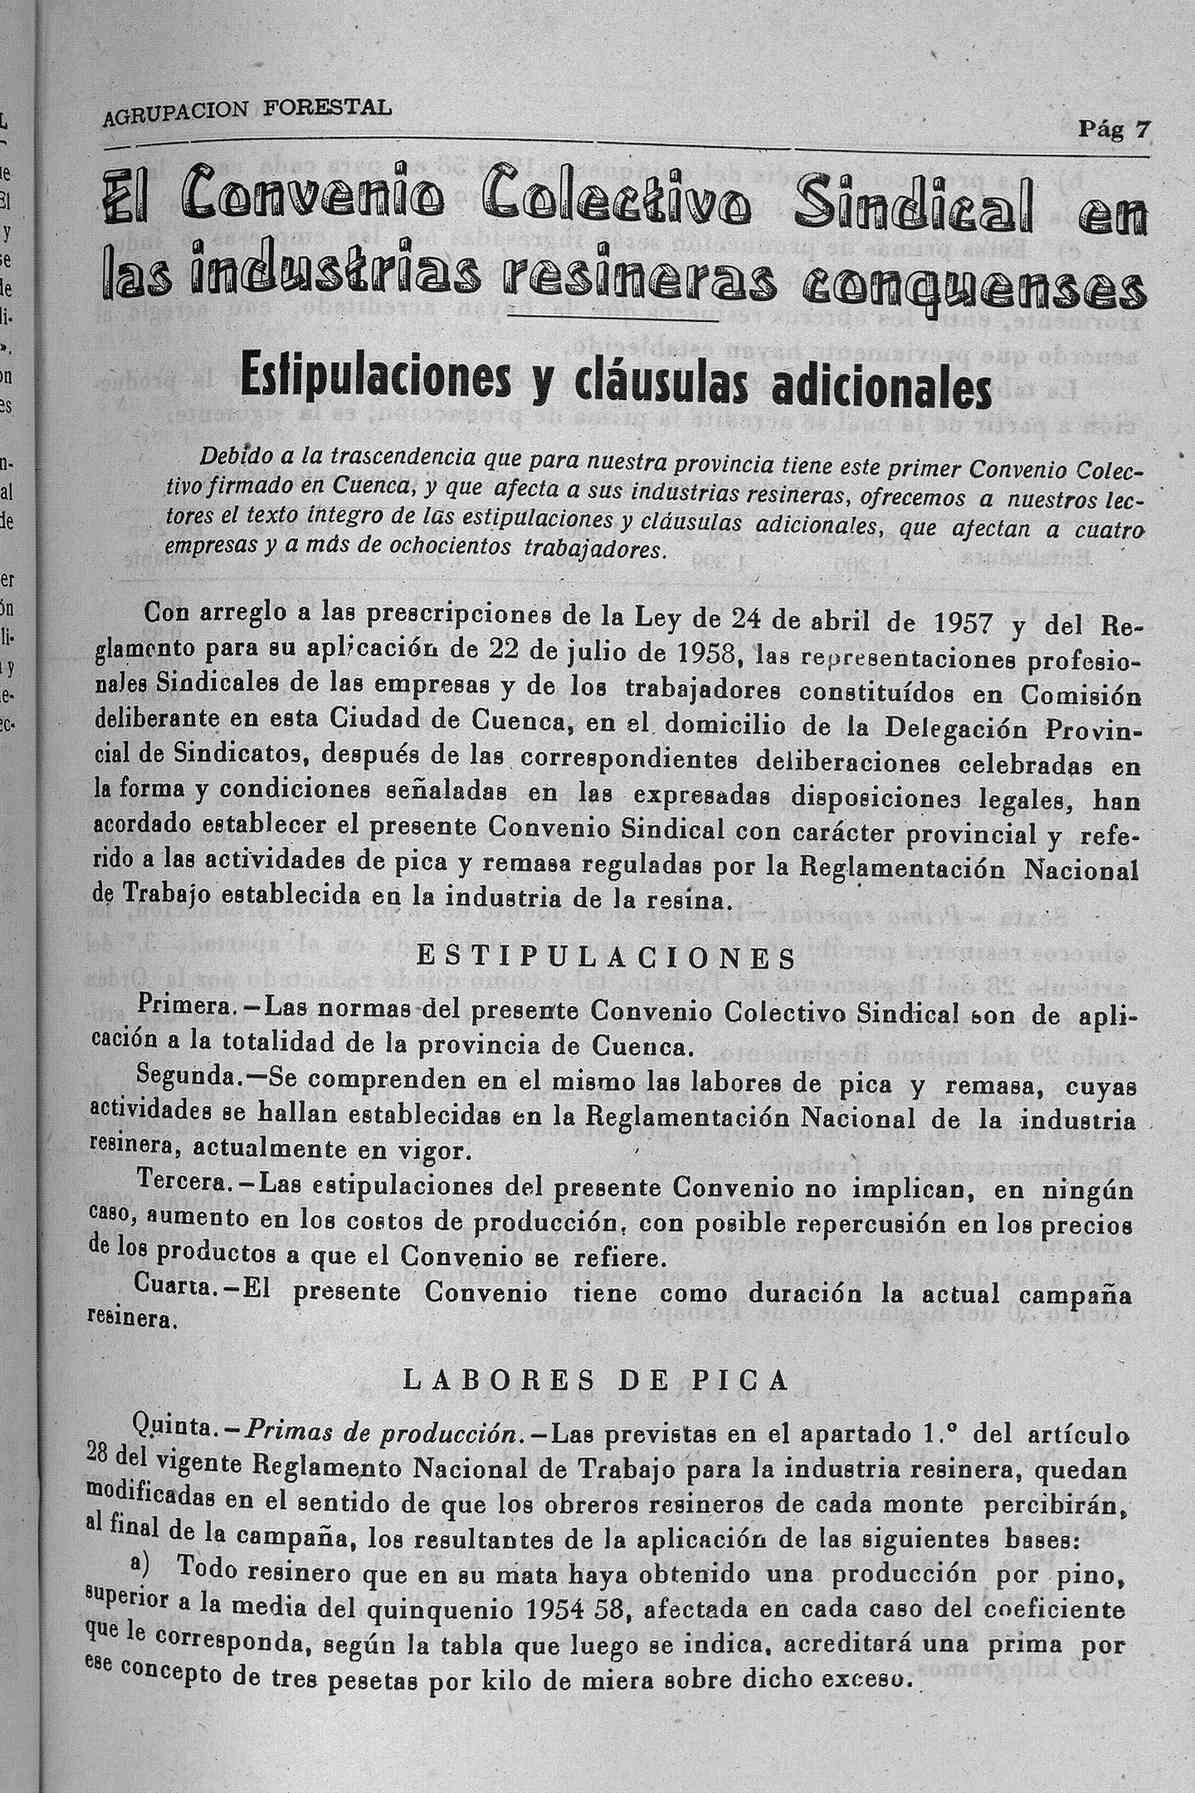 AGRUPACION FORESTAL
Pág 7
El Convenio Colectivo Sindical en
las industrias resineras conquenses
Estipulaciones y cláusulas adicionales
Debido a la trascendencia que para nuestra provincia tiene este primer Convenio Colec-
tivo firmado en Cuenca, y que afecta a sus industrias resineras, ofrecemos a nuestros lec-
tores el texto íntegro de las estipulaciones y cláusulas adicionales, que afectan a cuatro
empresas y a más de ochocientos trabajadores.
Con arreglo a las prescripciones de la Ley de 24 de abril de 1957 y del Re-
glamento para su aplicación de 22 de julio de 1958, las representaciones profesio-
nales Sindicales de las empresas y de los trabajadores constituídos en Comisión
deliberante en esta Ciudad de Cuenca, en el domicilio de la Delegación Provin-
cial de Sindicatos, después de las correspondientes deliberaciones celebradas en
la forma y condiciones señaladas en las expresadas disposiciones legales, han
acordado establecer el presente Convenio Sindical con carácter provincial y refe-
rido a las actividades de pica y remasa reguladas por la Reglamentación Nacional
de Trabajo establecida en la industria de la resina.
ESTIPULACIONES
Primera.—Las normas del presente Convenio Colectivo Sindical son de apli-
cación a la totalidad de la provincia de Cuenca.
Segunda.—Se comprenden en el mismo las labores de pica y remasa, cuyas
actividades se hallan establecidas en la Reglamentación Nacional de la industria
resinera, actualmente en vigor.
Tercera.—Las estipulaciones del presente Convenio no implican, en ningún
caso, aumento en los costos de producción, con posible repercusión en los precios
de los productos a que el Convenio se refiere.
Cuarta.—El presente Convenio tiene como duración la actual campaña
resinera.
LABORES DE PICA
Quinta.—Primas de producción.—Las previstas en el apartado 1.º del artículo
28 del vigente Reglamento Nacional de Trabajo para la industria resinera, quedan
modificadas en el sentido de que los obreros resineros de cada monte percibirán,
al final de la campaña, los resultantes de la aplicación de las siguientes bases:
a) Todo resinero que en su mata haya obtenido una producción por pino,
superior a la media del quinquenio 1954 58, afectada en cada caso del coeficiente
que le corresponda, según la tabla que luego se indica, acreditará una prima por
ese concepto de tres pesetas por kilo de miera sobre dicho exceso.